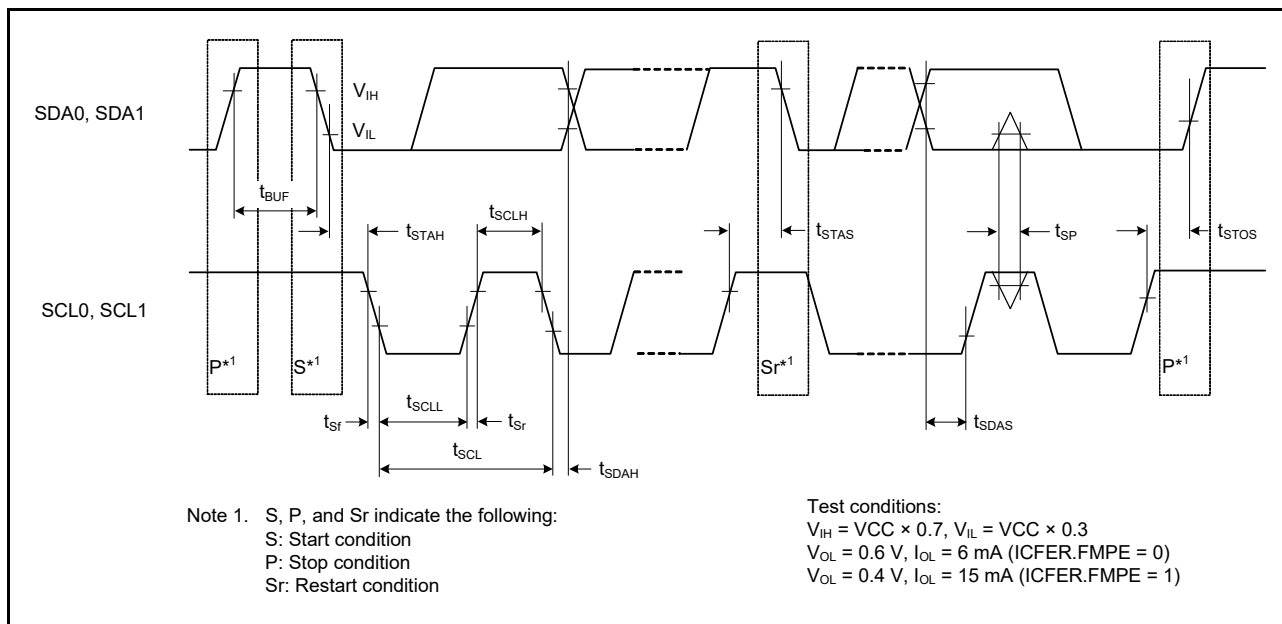 SDA0, SDA1
VIH
VIL
tBUF
tSTAH
tSCLH
tSTAS
tSP
tSTOS
SCL0, SCL1
P*1
S*1
Sr*1
P*1
tSf
tSCLL
tSr
tSCL
tSDAH
tSDAS
Note 1. S, P, and Sr indicate the following:
S: Start condition
P: Stop condition
Sr: Restart condition
Test conditions:
VIH = VCC × 0.7, VIL = VCC × 0.3
VOL = 0.6 V, IOL = 6 mA (ICFER.FMPE = 0)
VOL = 0.4 V, IOL = 15 mA (ICFER.FMPE = 1)